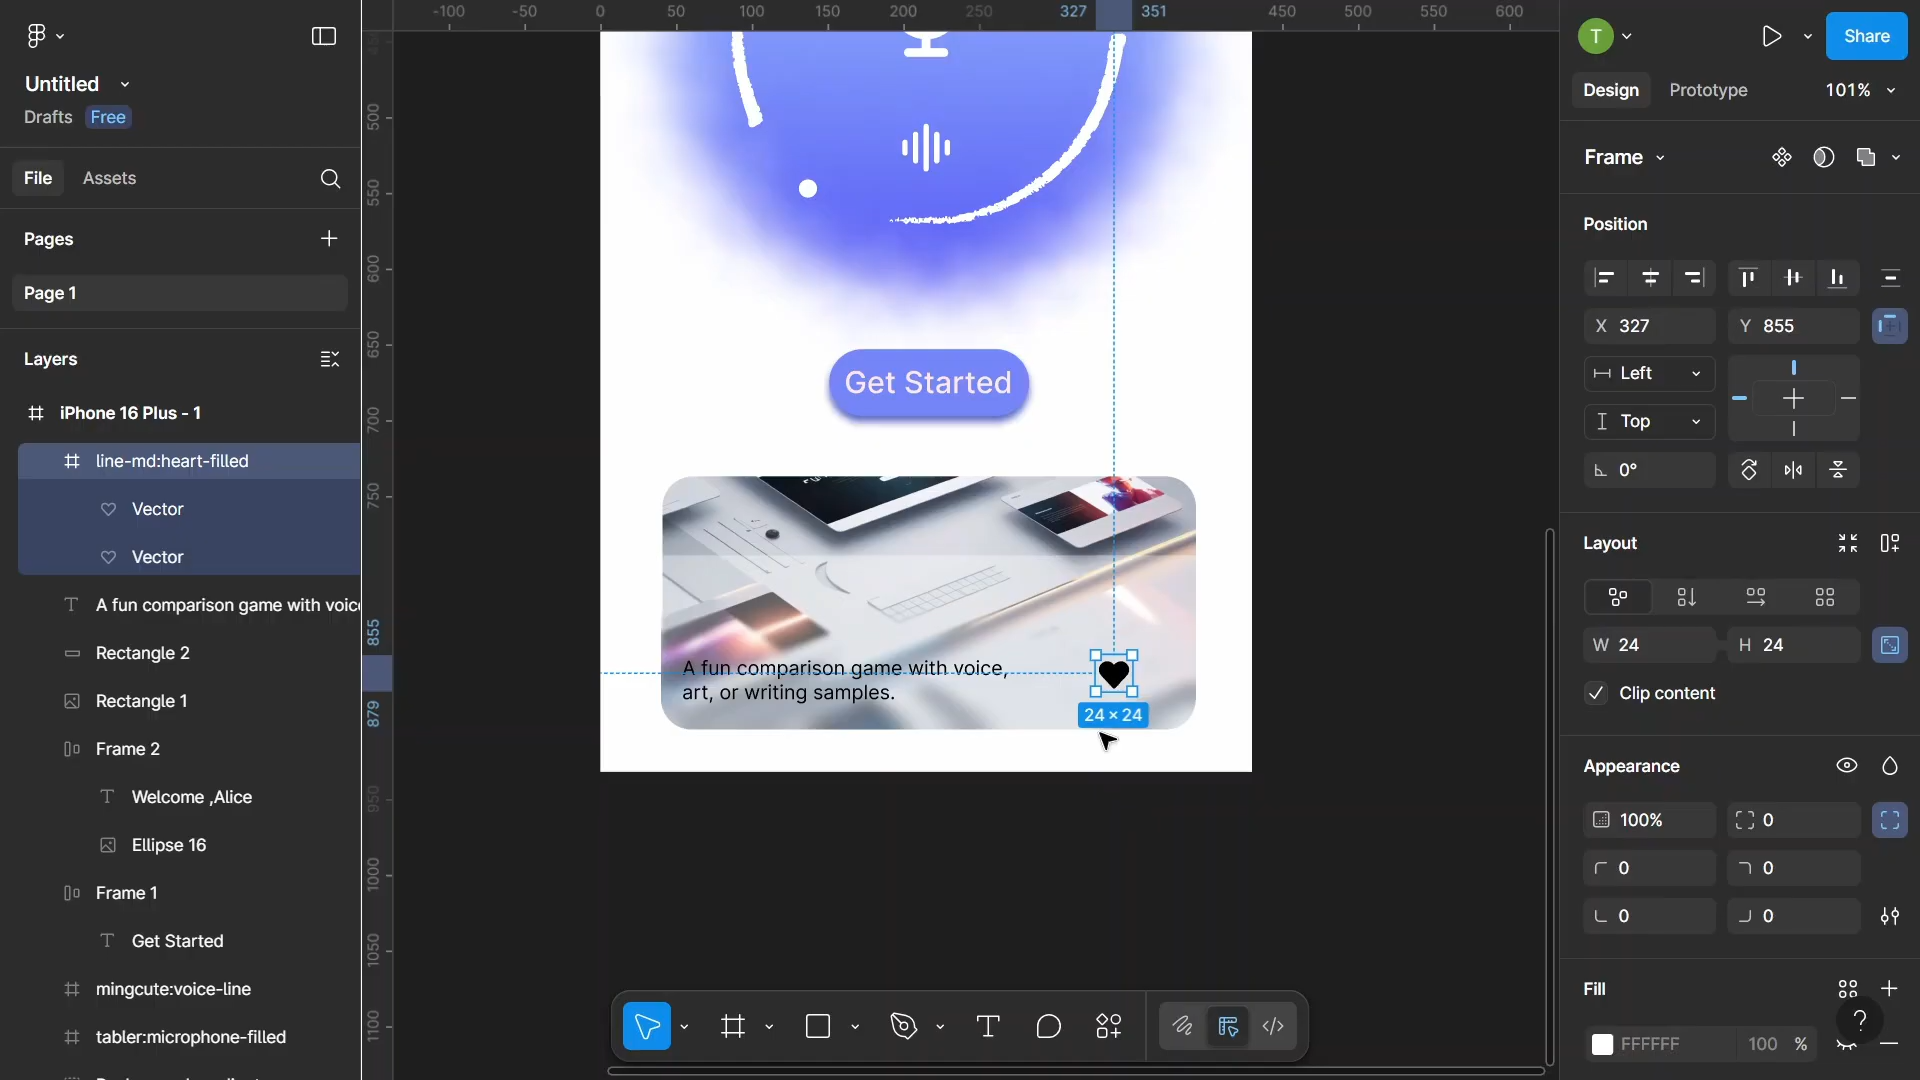 Untitled
Drafts Free
File Assets
Pages
Page 1
Layers
iPhone 16 Plus - 1
line-md:heart-filled
Vector
Vector
A fun comparison game with voic
Rectangle 2
Rectangle 1
Frame 2
Welcome ,Alice
Ellipse 16
Frame 1
Get Started
mingcute:voice-line
tabler:microphone-filled
-100 -50 0 50 100 150 200 250 327 351 450 500 550 600
500
550
600
650
700
750
855
879
950
1000
1050
1100
Get Started
A fun comparison game with voice,
art, or writing samples.
24 × 24
T
Share
Design Prototype 101%
Frame
Position
X 327 Y 855
Left
Top
0°
Layout
W 24 H 24
Clip content
Appearance
100% 0
0 0
0 0
Fill
FFFFFF 100 %
?